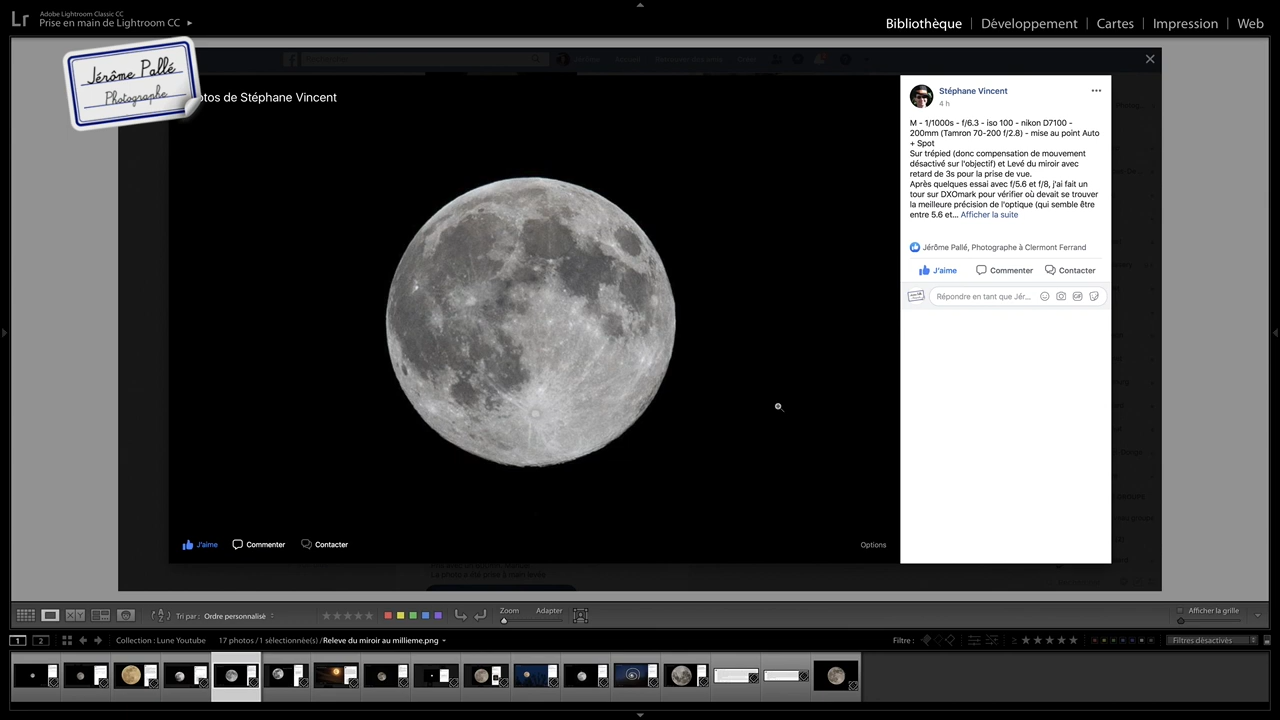 Lr
Adobe Lightroom Classic CC
Prise en main de Lightroom CC
Bibliothèque | Développement | Cartes | Impression | Web
Jérôme Pallé
Photographe
otos de Stéphane Vincent
Stéphane Vincent
4 h
M - 1/1000s - f/6.3 - iso 100 - nikon D7100 -
200mm (Tamron 70-200 f/2.8) - mise au point Auto
+ Spot
Sur trépied (donc compensation de mouvement
désactivé sur l'objectif) et Levé du miroir avec
retard de 3s pour la prise de vue.
Après quelques essai avec f/5.6 et f/8, j'ai fait un
tour sur DXOmark pour vérifier où devait se trouver
la meilleure précision de l'optique (qui semble être
entre 5.6 et... Afficher la suite
Jérôme Pallé, Photographe à Clermont Ferrand
J'aime Commenter Contacter
Répondre en tant que Jér...
J'aime Commenter Contacter
Options
Tri par : Ordre personnalisé
Zoom Adapter
Afficher la grille
1 2 Collection : Lune Youtube 17 photos / 1 sélectionnée(s) / Releve du miroir au millieme.png
Filtre : Filtres désactivés